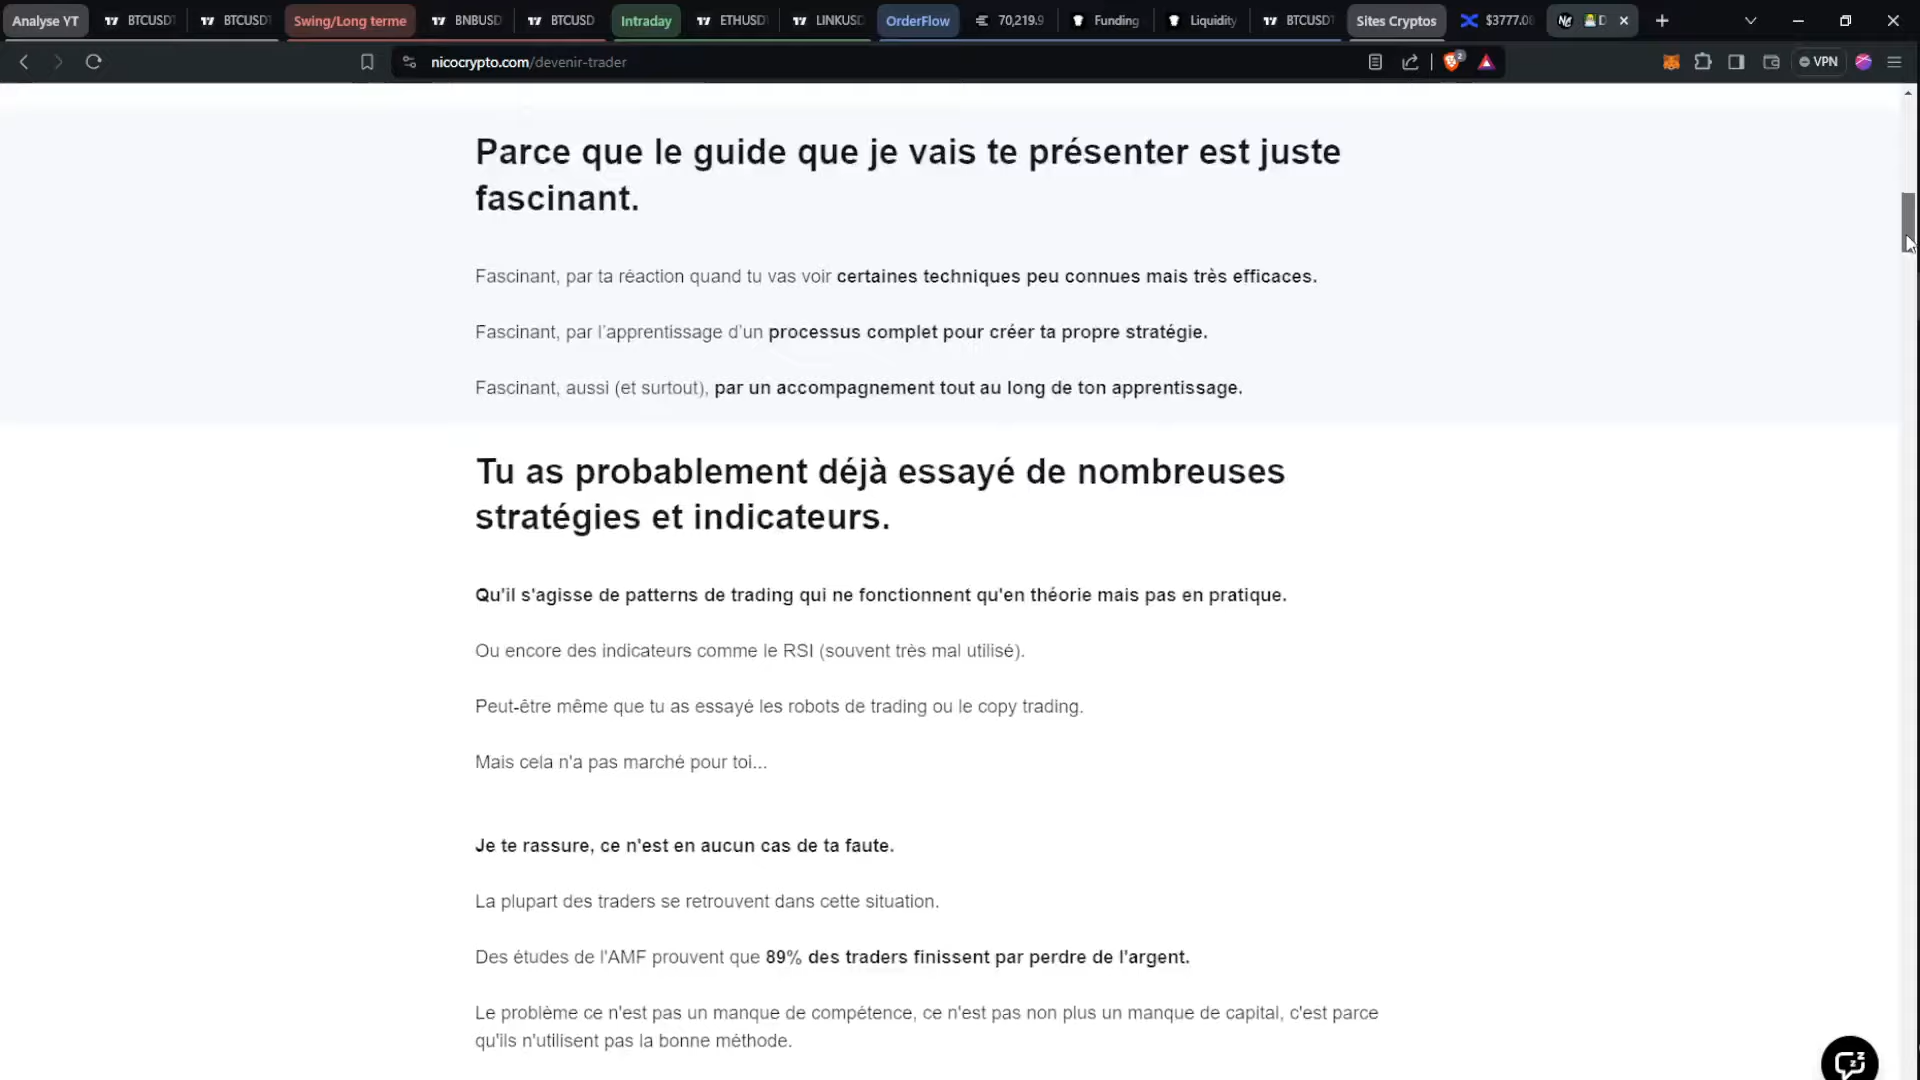 Analyse YT
BTCUSDT
BTCUSDT
Swing/Long terme
BNBUSD
BTCUSD
Intraday
ETHUSD
LINKUSD
OrderFlow
70,219.9
Funding
Liquidity
BTCUSDT
Sites Cryptos
$3777.08
D
nicocrypto.com/devenir-trader
2
VPN
Parce que le guide que je vais te présenter est juste
fascinant.
Fascinant, par ta réaction quand tu vas voir certaines techniques peu connues mais très efficaces.
Fascinant, par l’apprentissage d’un processus complet pour créer ta propre stratégie.
Fascinant, aussi (et surtout), par un accompagnement tout au long de ton apprentissage.
Tu as probablement déjà essayé de nombreuses
stratégies et indicateurs.
Qu'il s'agisse de patterns de trading qui ne fonctionnent qu'en théorie mais pas en pratique.
Ou encore des indicateurs comme le RSI (souvent très mal utilisé).
Peut-être même que tu as essayé les robots de trading ou le copy trading.
Mais cela n'a pas marché pour toi...
Je te rassure, ce n'est en aucun cas de ta faute.
La plupart des traders se retrouvent dans cette situation.
Des études de l'AMF prouvent que 89% des traders finissent par perdre de l'argent.
Le problème ce n'est pas un manque de compétence, ce n'est pas non plus un manque de capital, c'est parce
qu'ils n'utilisent pas la bonne méthode.